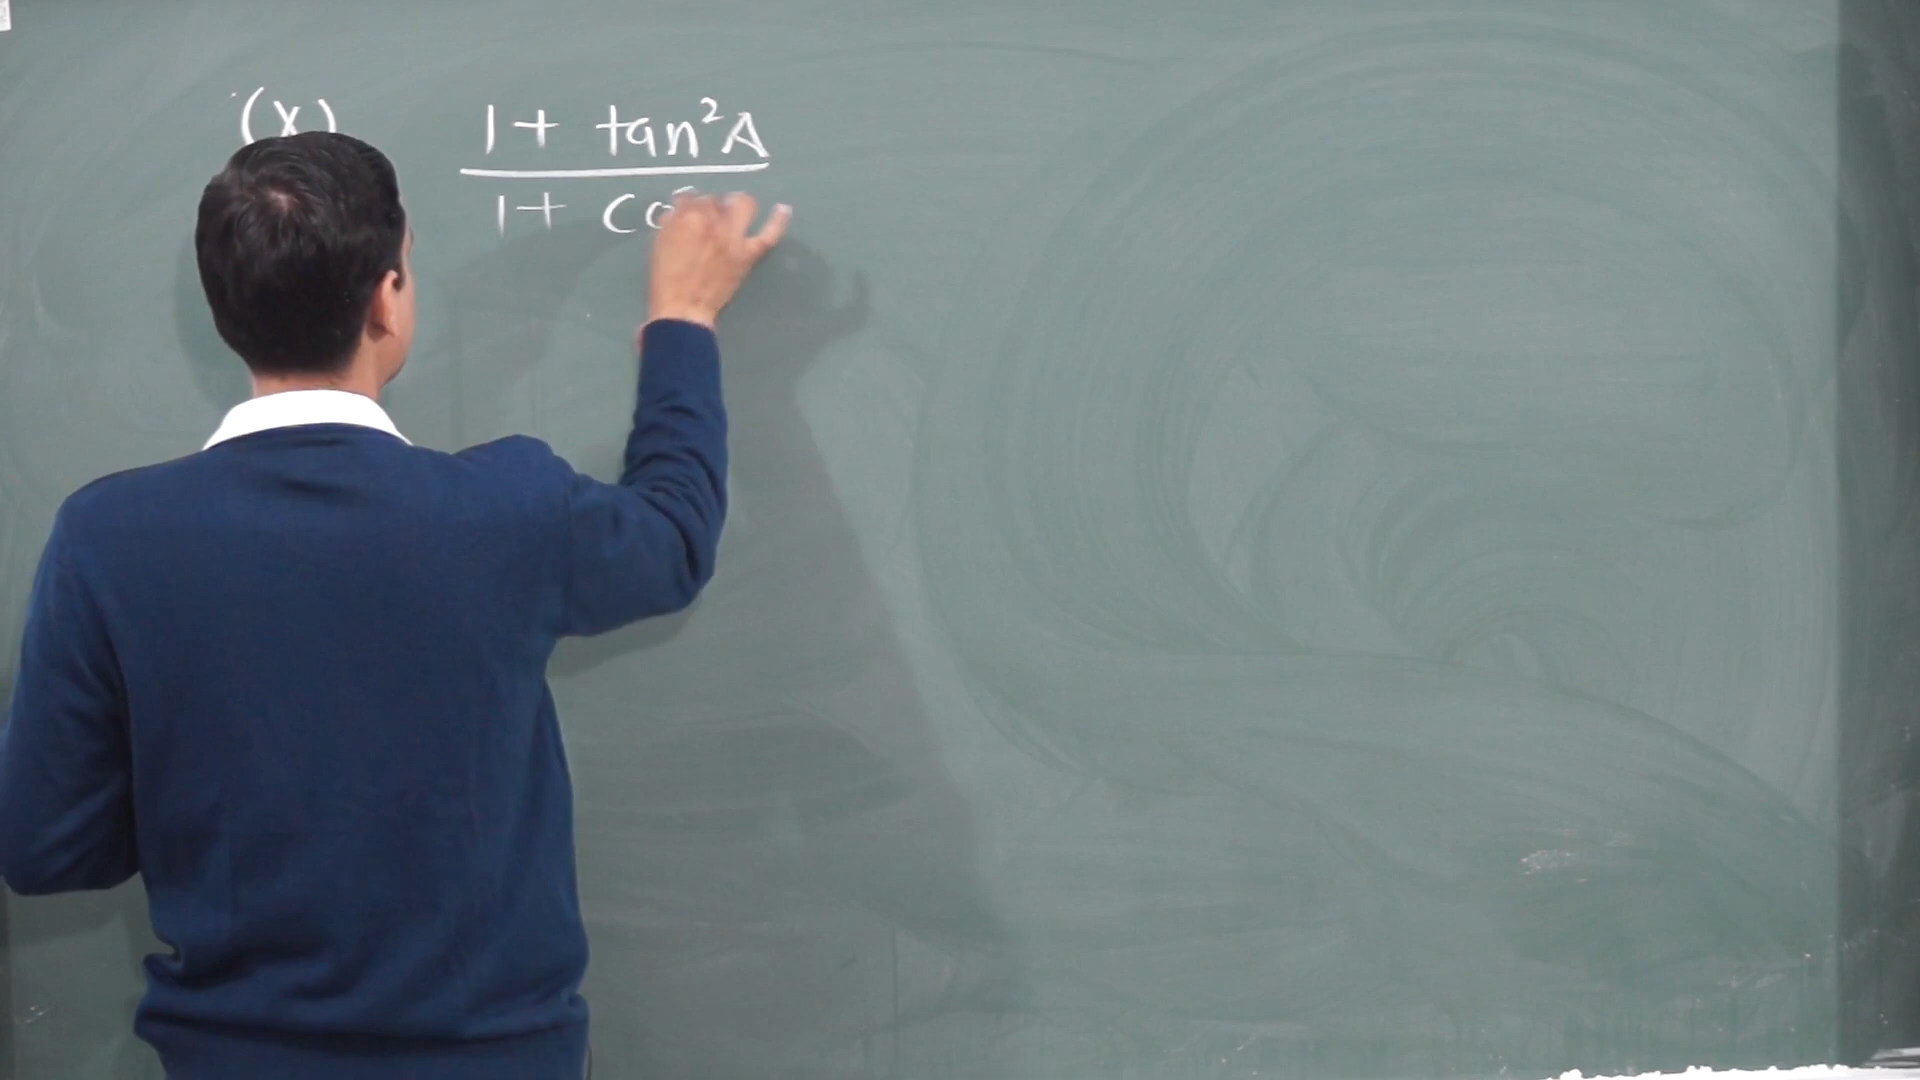 (x) 1 + tan²A
1 + co